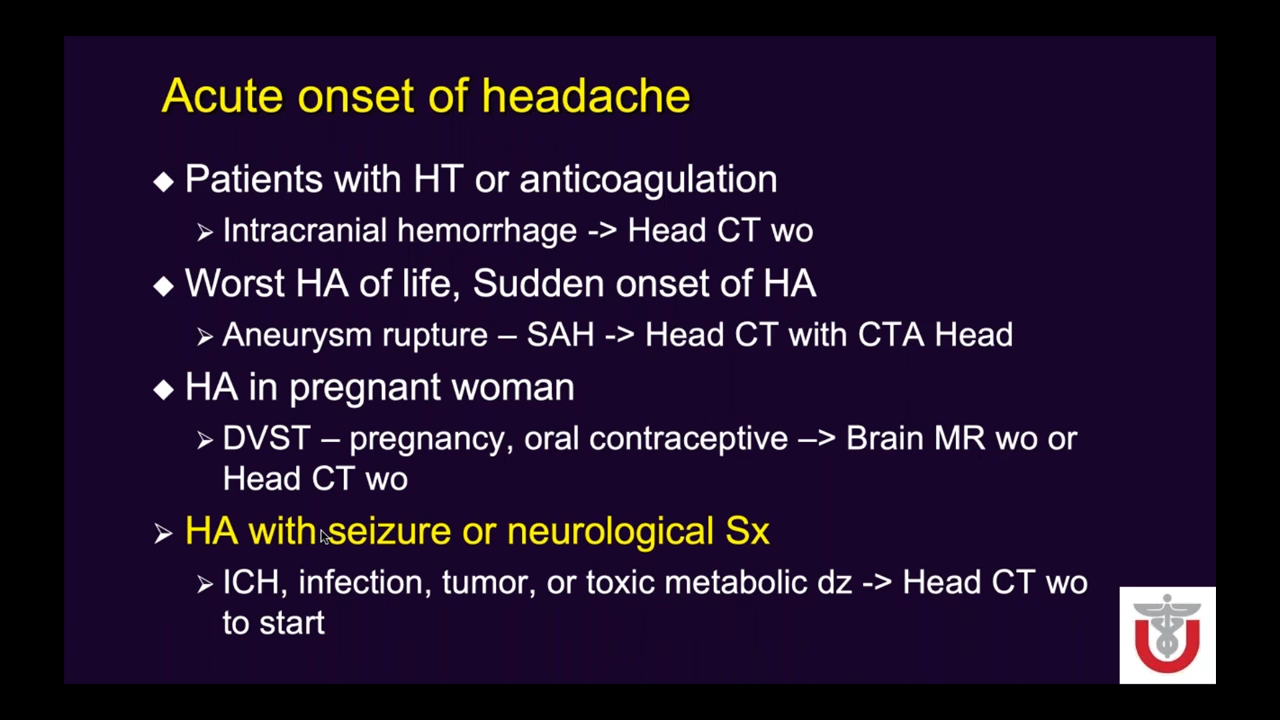 Acute onset of headache
◆ Patients with HT or anticoagulation
➢ Intracranial hemorrhage -> Head CT wo
◆ Worst HA of life, Sudden onset of HA
➢ Aneurysm rupture – SAH -> Head CT with CTA Head
◆ HA in pregnant woman
➢ DVST – pregnancy, oral contraceptive –> Brain MR wo or
Head CT wo
➢ HA with seizure or neurological Sx
➢ ICH, infection, tumor, or toxic metabolic dz -> Head CT wo
to start
U